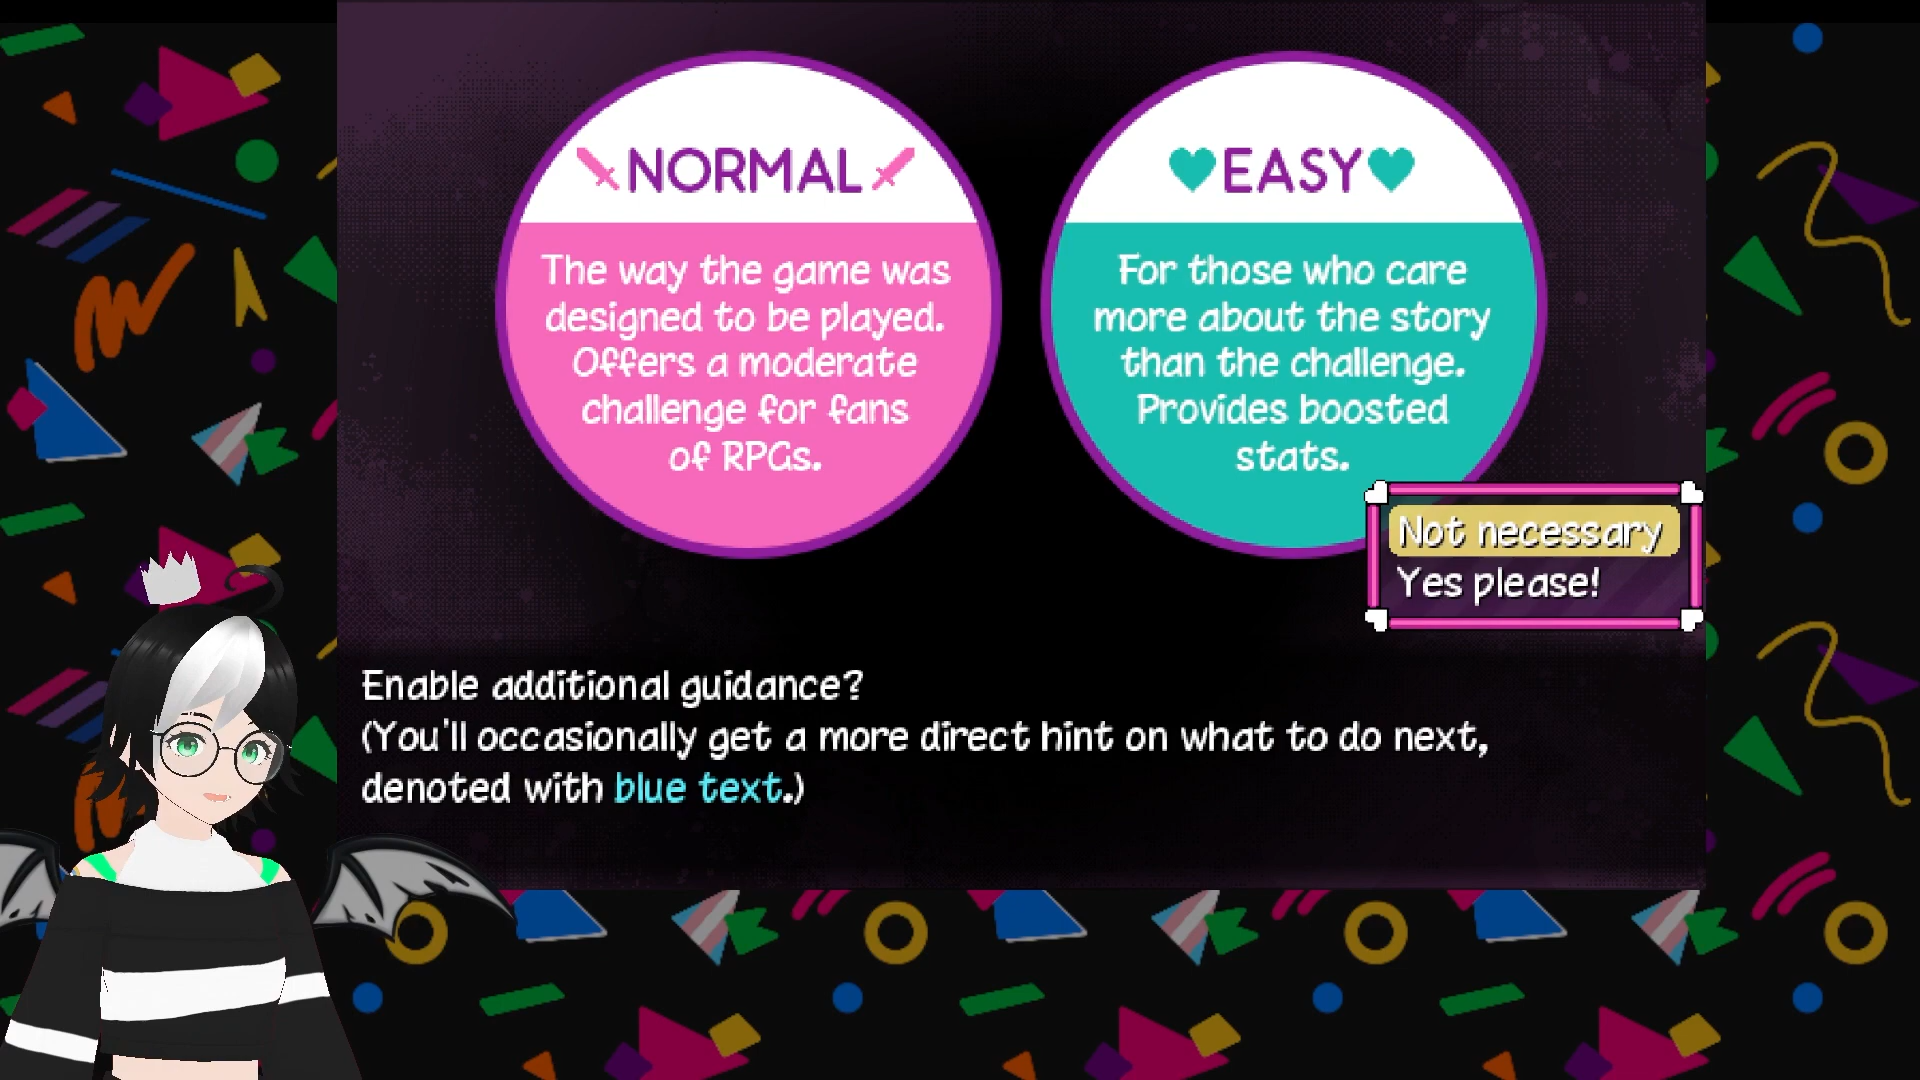 NORMAL
The way the game was
designed to be played.
Offers a moderate
challenge for fans
of RPGs.
EASY
For those who care
more about the story
than the challenge.
Provides boosted
stats.
Not necessary
Yes please!
Enable additional guidance?
(You'll occasionally get a more direct hint on what to do next,
denoted with blue text.)